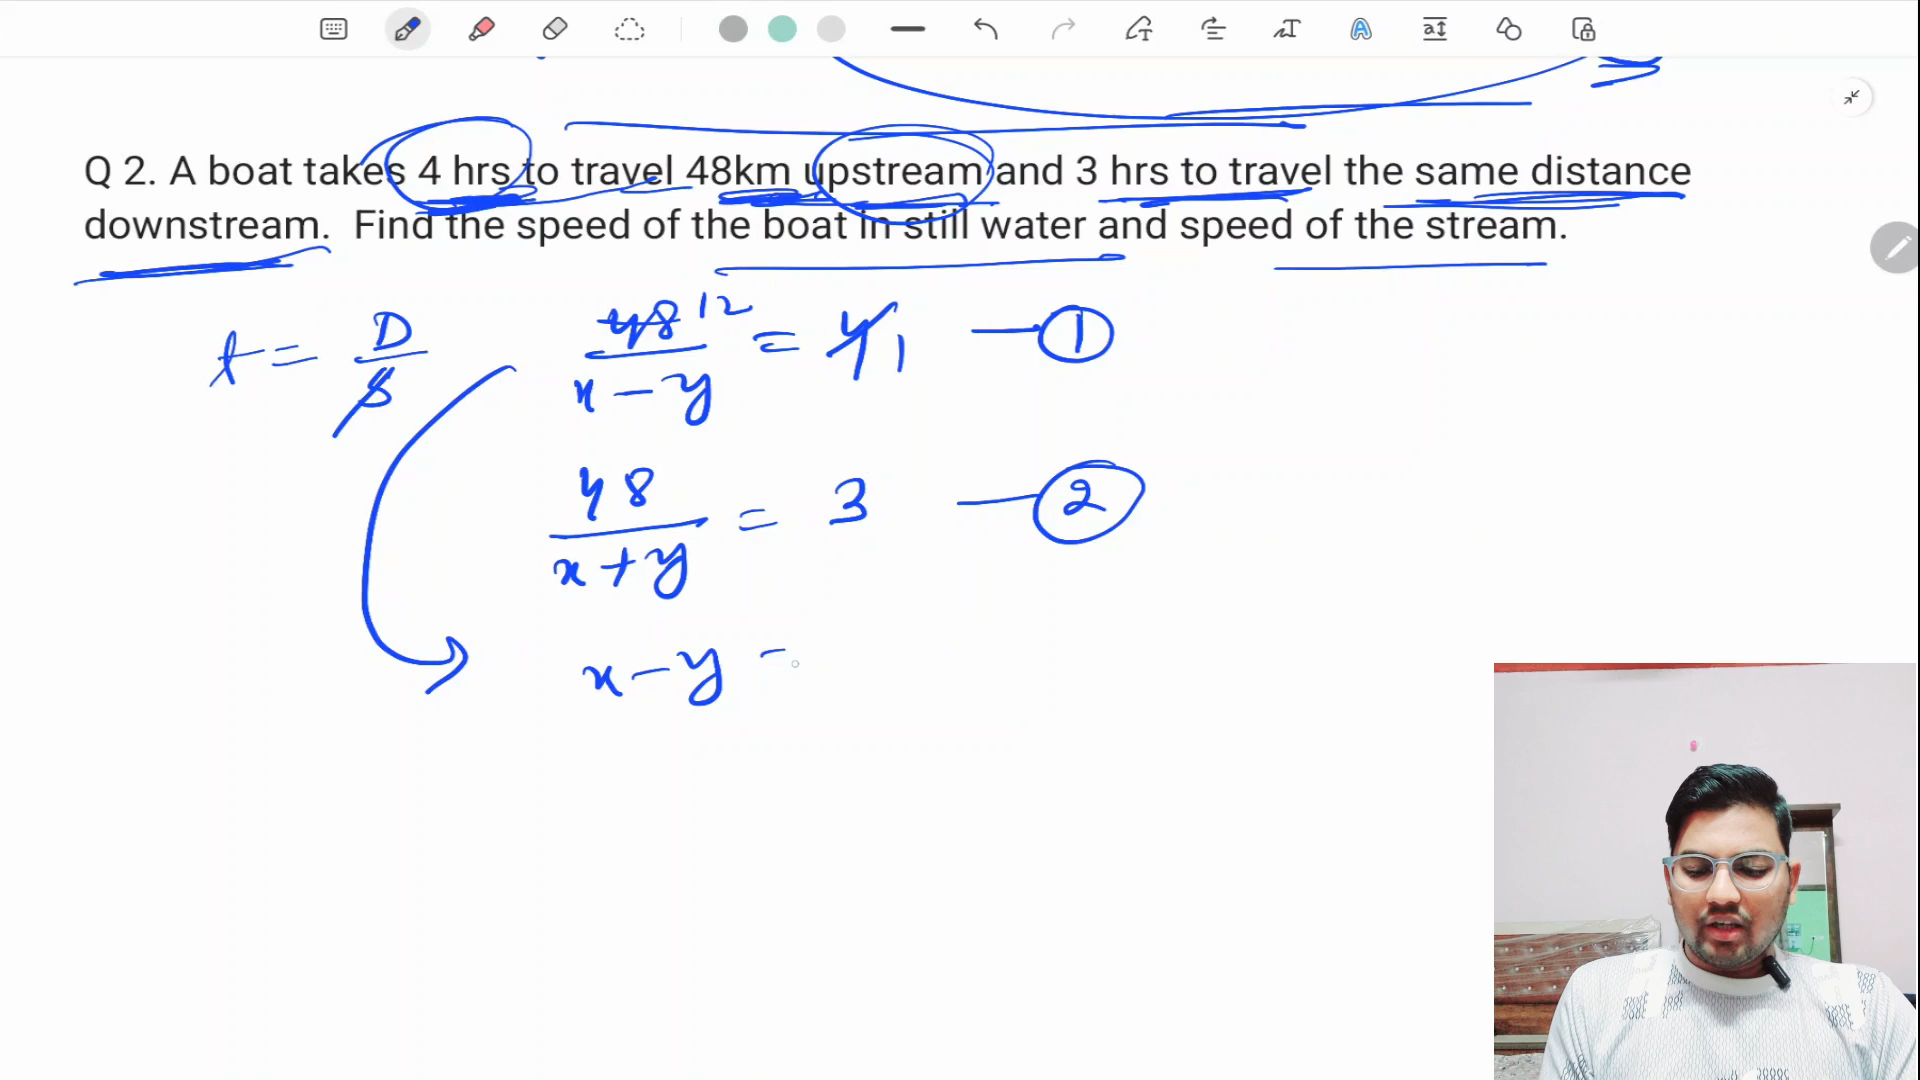 Q 2. A boat takes 4 hrs to travel 48km upstream and 3 hrs to travel the same distance
downstream. Find the speed of the boat in still water and speed of the stream.
t = D/s
48/x-y 12 = 4/1 — 1
48/x+y = 3 — 2
x-y =